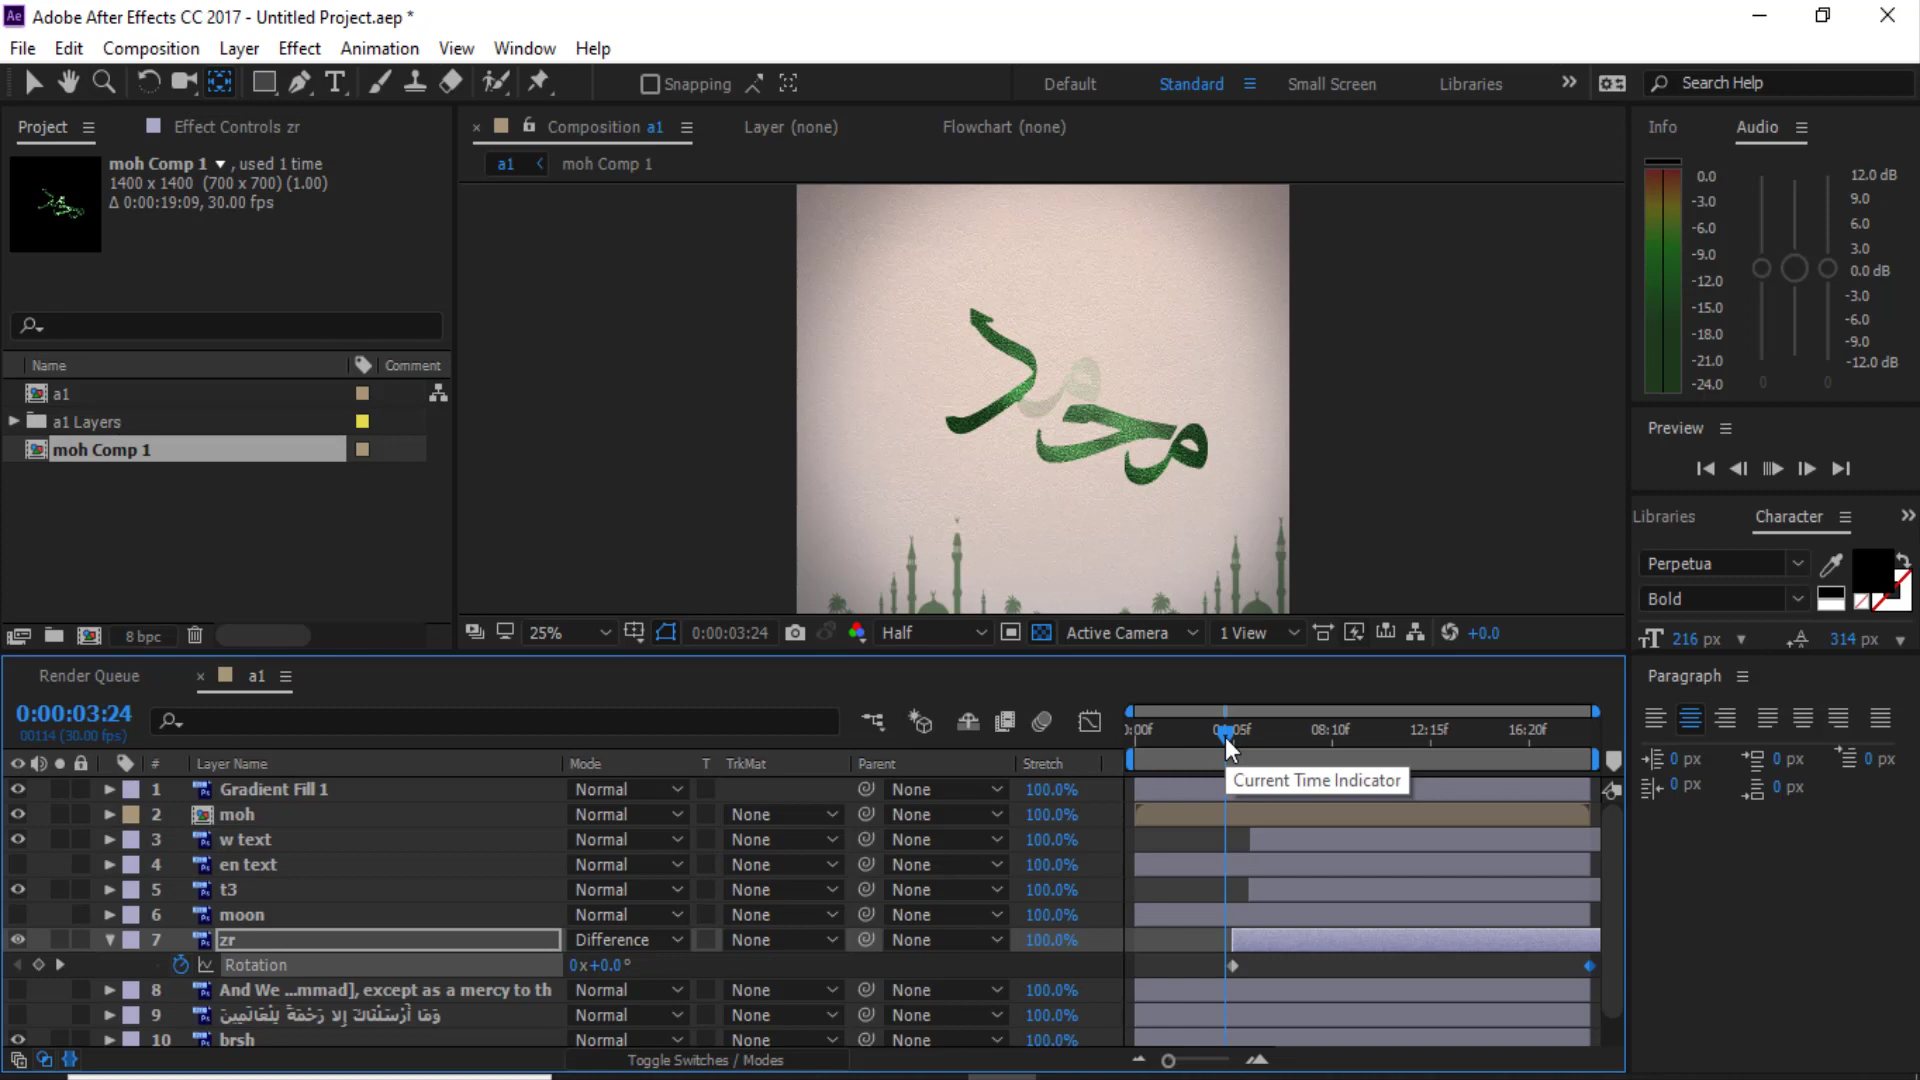 Ae Adobe After Effects CC 2017 - Untitled Project.aep *
File Edit Composition Layer Effect Animation View Window Help
Snapping Default Standard Small Screen Libraries Search Help
Project Effect Controls zr Composition a1 Layer (none) Flowchart (none) Info Audio
a1 moh Comp 1
moh Comp 1 , used 1 time
1400 x 1400 (700 x 700) (1.00)
Δ 0:00:19:09, 30.00 fps
0.0
-3.0
-6.0
-9.0
-12.0
-15.0
-18.0
-21.0
-24.0
12.0 dB
9.0
6.0
3.0
0.0 dB
-3.0
-6.0
-9.0
-12.0 dB
0 0
Name Comment
a1
a1 Layers
moh Comp 1
محمد
Preview
Libraries Character
Perpetua
Bold
216 px 314 px
8 bpc
25% 0:00:03:24 Half Active Camera 1 View +0.0
Render Queue a1
Paragraph
0 px 0 px 0 px
0 px 0 px
0:00:03:24
00114 (30.00 fps)
):00f 04:05f 08:10f 12:15f 16:20f
# Layer Name Mode T TrkMat Parent Stretch
Current Time Indicator
1 Gradient Fill 1 Normal None 100.0%
2 moh Normal None None 100.0%
3 w text Normal None None 100.0%
4 en text Normal None None 100.0%
5 t3 Normal None None 100.0%
6 moon Normal None None 100.0%
7 zr Difference None None 100.0%
Rotation 0x+0.0°
8 And We ...mmad], except as a mercy to th Normal None None 100.0%
9 وَمَا أَرْسَلْنَاكَ إِلا رَحْمَةً لِلْعَالَمِينَ Normal None None 100.0%
10 brsh Normal None None 100.0%
Toggle Switches / Modes